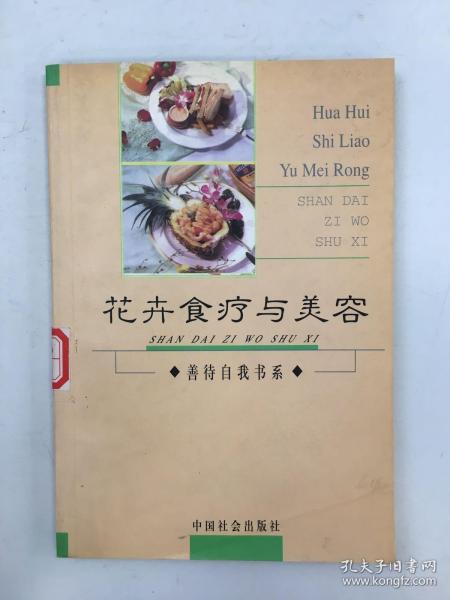 Hua Hui
Shi Liao
Yu Mei Rong
SHAN DAI
ZI WO
SHU XI
花卉食疗与美容
SHAN DAI ZI WO SHU XI
◆善待自我书系◆
中国社会出版社
孔夫子旧书网
www.kongfz.com